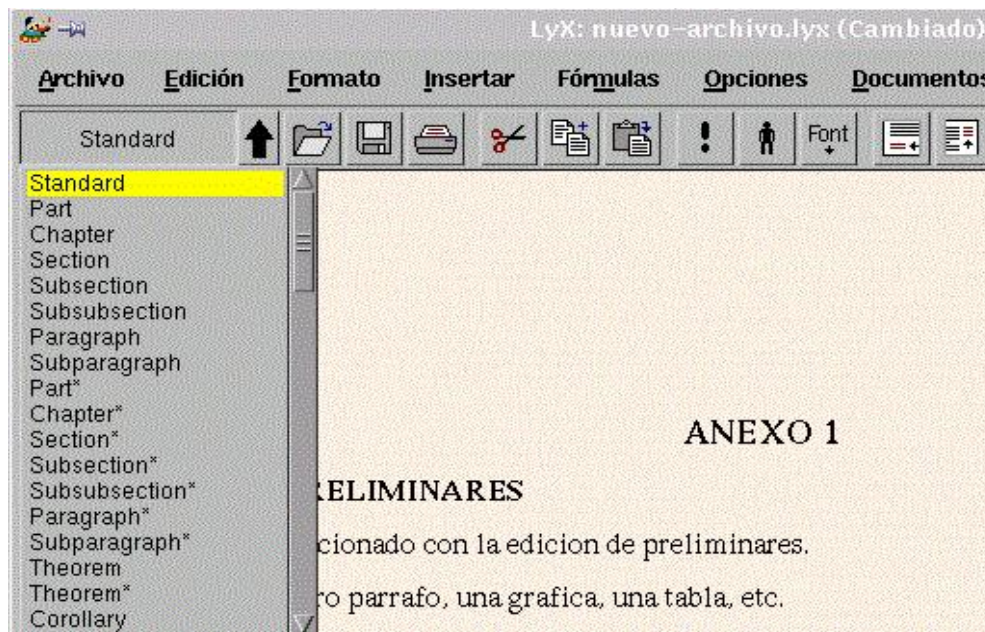 LyX: nuevo-archivo.lyx (Cambiado)
Archivo Edición Formato Insertar Fórmulas Opciones Documentos
Standard Font
Standard
Part
Chapter
Section
Subsection
Subsubsection
Paragraph
Subparagraph
Part*
Chapter*
Section*
Subsection*
Subsubsection*
Paragraph*
Subparagraph*
Theorem
Theorem*
Corollary
ANEXO 1
RELIMINARES
cionado con la edicion de preliminares.
ro parrafo, una grafica, una tabla, etc.